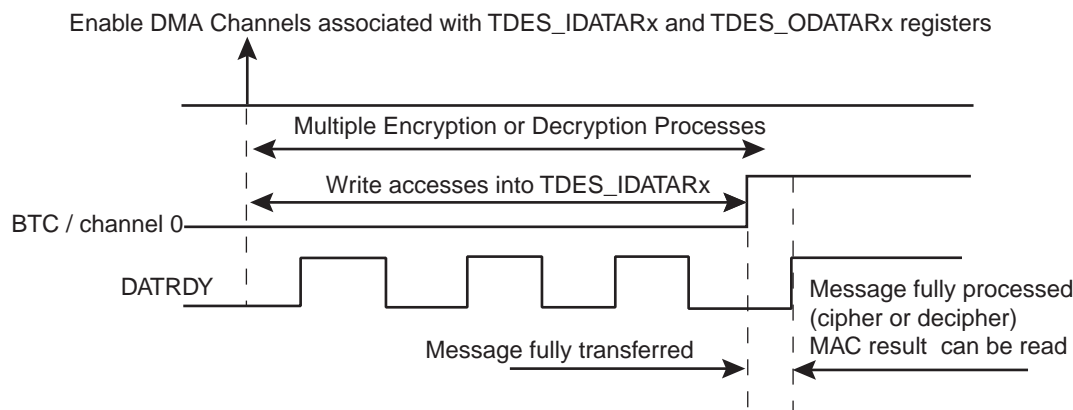 Enable DMA Channels associated with TDES_IDATARx and TDES_ODATARx registers
Multiple Encryption or Decryption Processes
Write accesses into TDES_IDATARx
BTC / channel 0
DATRDY
Message fully processed
(cipher or decipher)
MAC result can be read
Message fully transferred